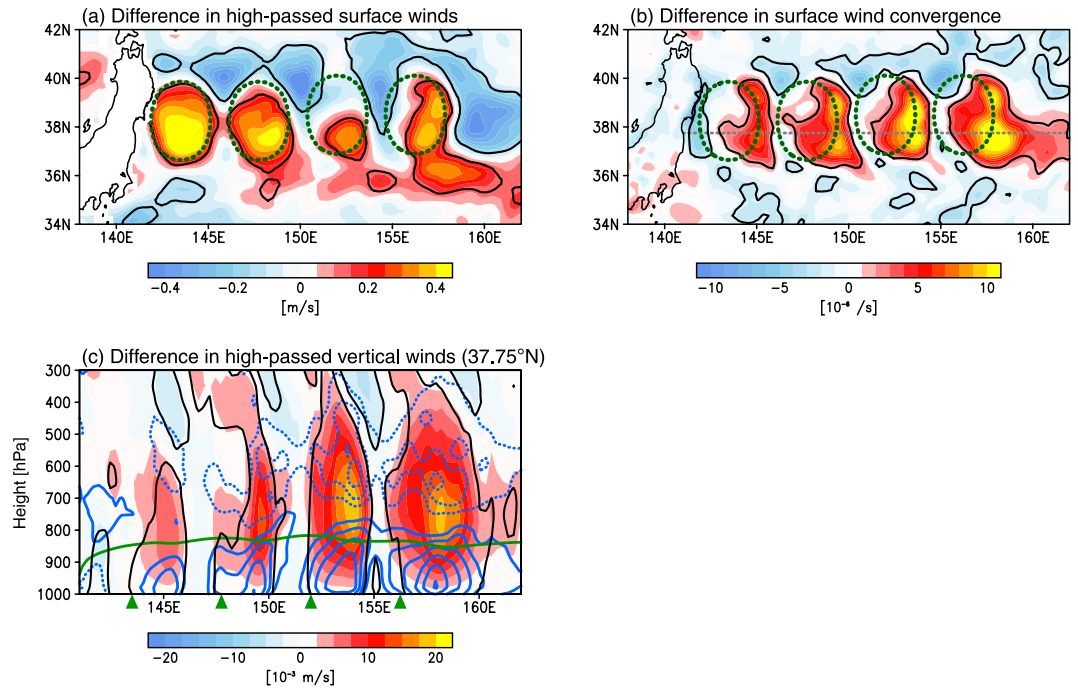 (a) Difference in high-passed surface winds
42N
40N
38N
36N
34N
140E 145E 150E 155E 160E
−0.4 −0.2 0 0.2 0.4
[m/s]
(b) Difference in surface wind convergence
42N
40N
38N
36N
34N
140E 145E 150E 155E 160E
−10 −5 0 5 10
[10⁻⁶ /s]
(c) Difference in high-passed vertical winds (37.75°N)
Height [hPa]
300
400
500
600
700
800
900
1000
145E 150E 155E 160E
−20 −10 0 10 20
[10⁻³ m/s]